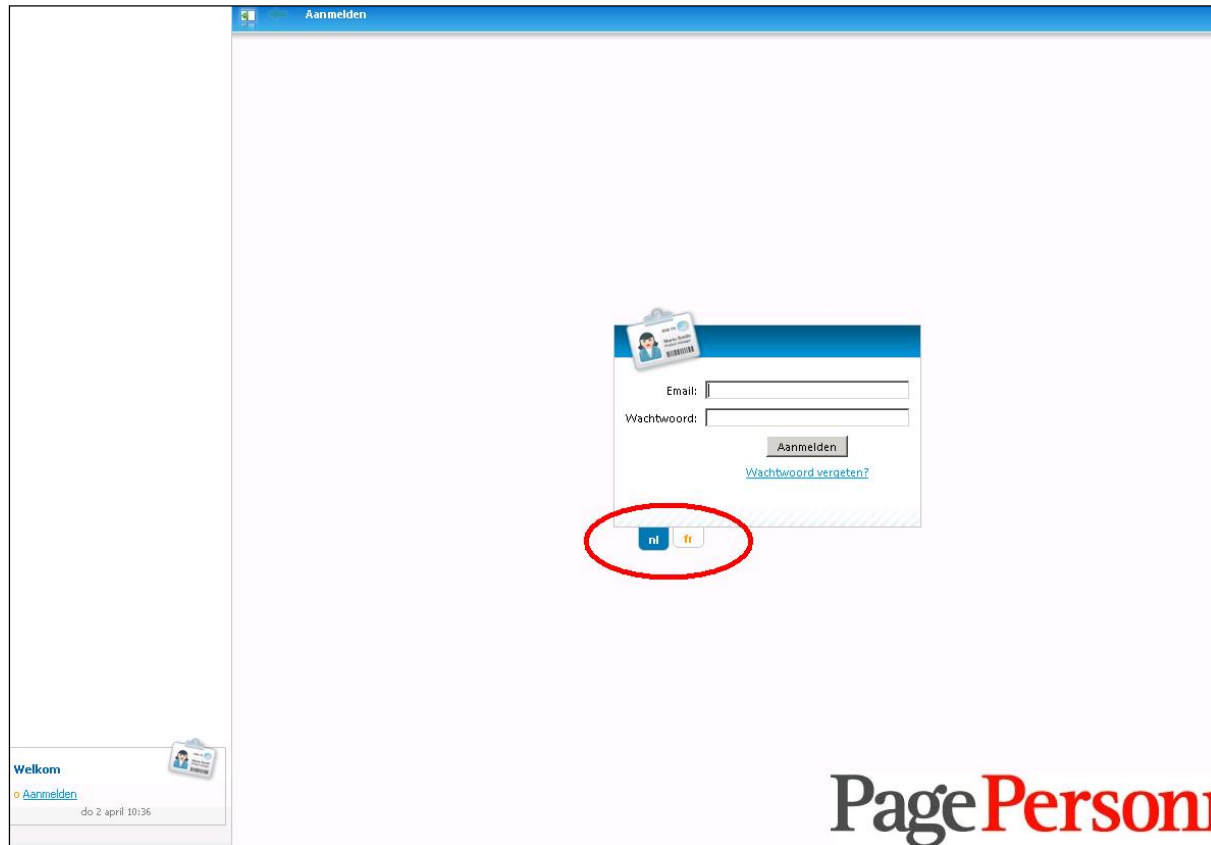 Aanmelden
Email:
Wachtwoord:
Aanmelden
Wachtwoord vergeten?
nl fr
Welkom
o Aanmelden
do 2 april 10:36
PagePerson